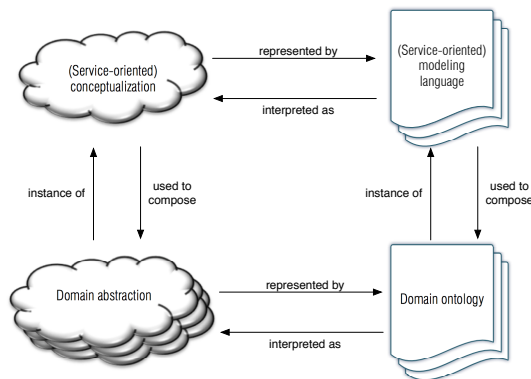 (Service-oriented)
conceptualization
represented by
interpreted as
(Service-oriented)
modeling
language
instance of
used to
compose
instance of
used to
compose
Domain abstraction
represented by
interpreted as
Domain ontology